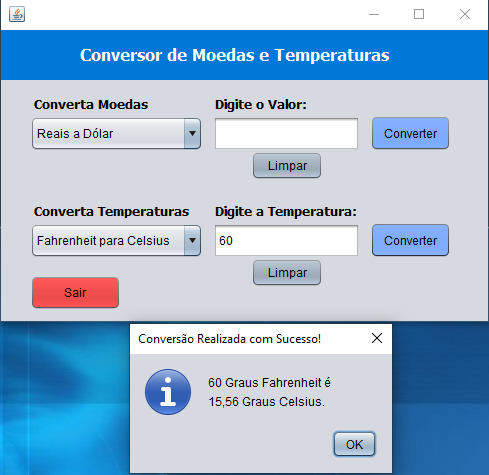 Conversor de Moedas e Temperaturas
Converta Moedas
Digite o Valor:
Reais a Dólar
Converter
Limpar
Converta Temperaturas
Digite a Temperatura:
Fahrenheit para Celsius
60
Converter
Limpar
Sair
Conversão Realizada com Sucesso!
60 Graus Fahrenheit é
15,56 Graus Celsius.
OK